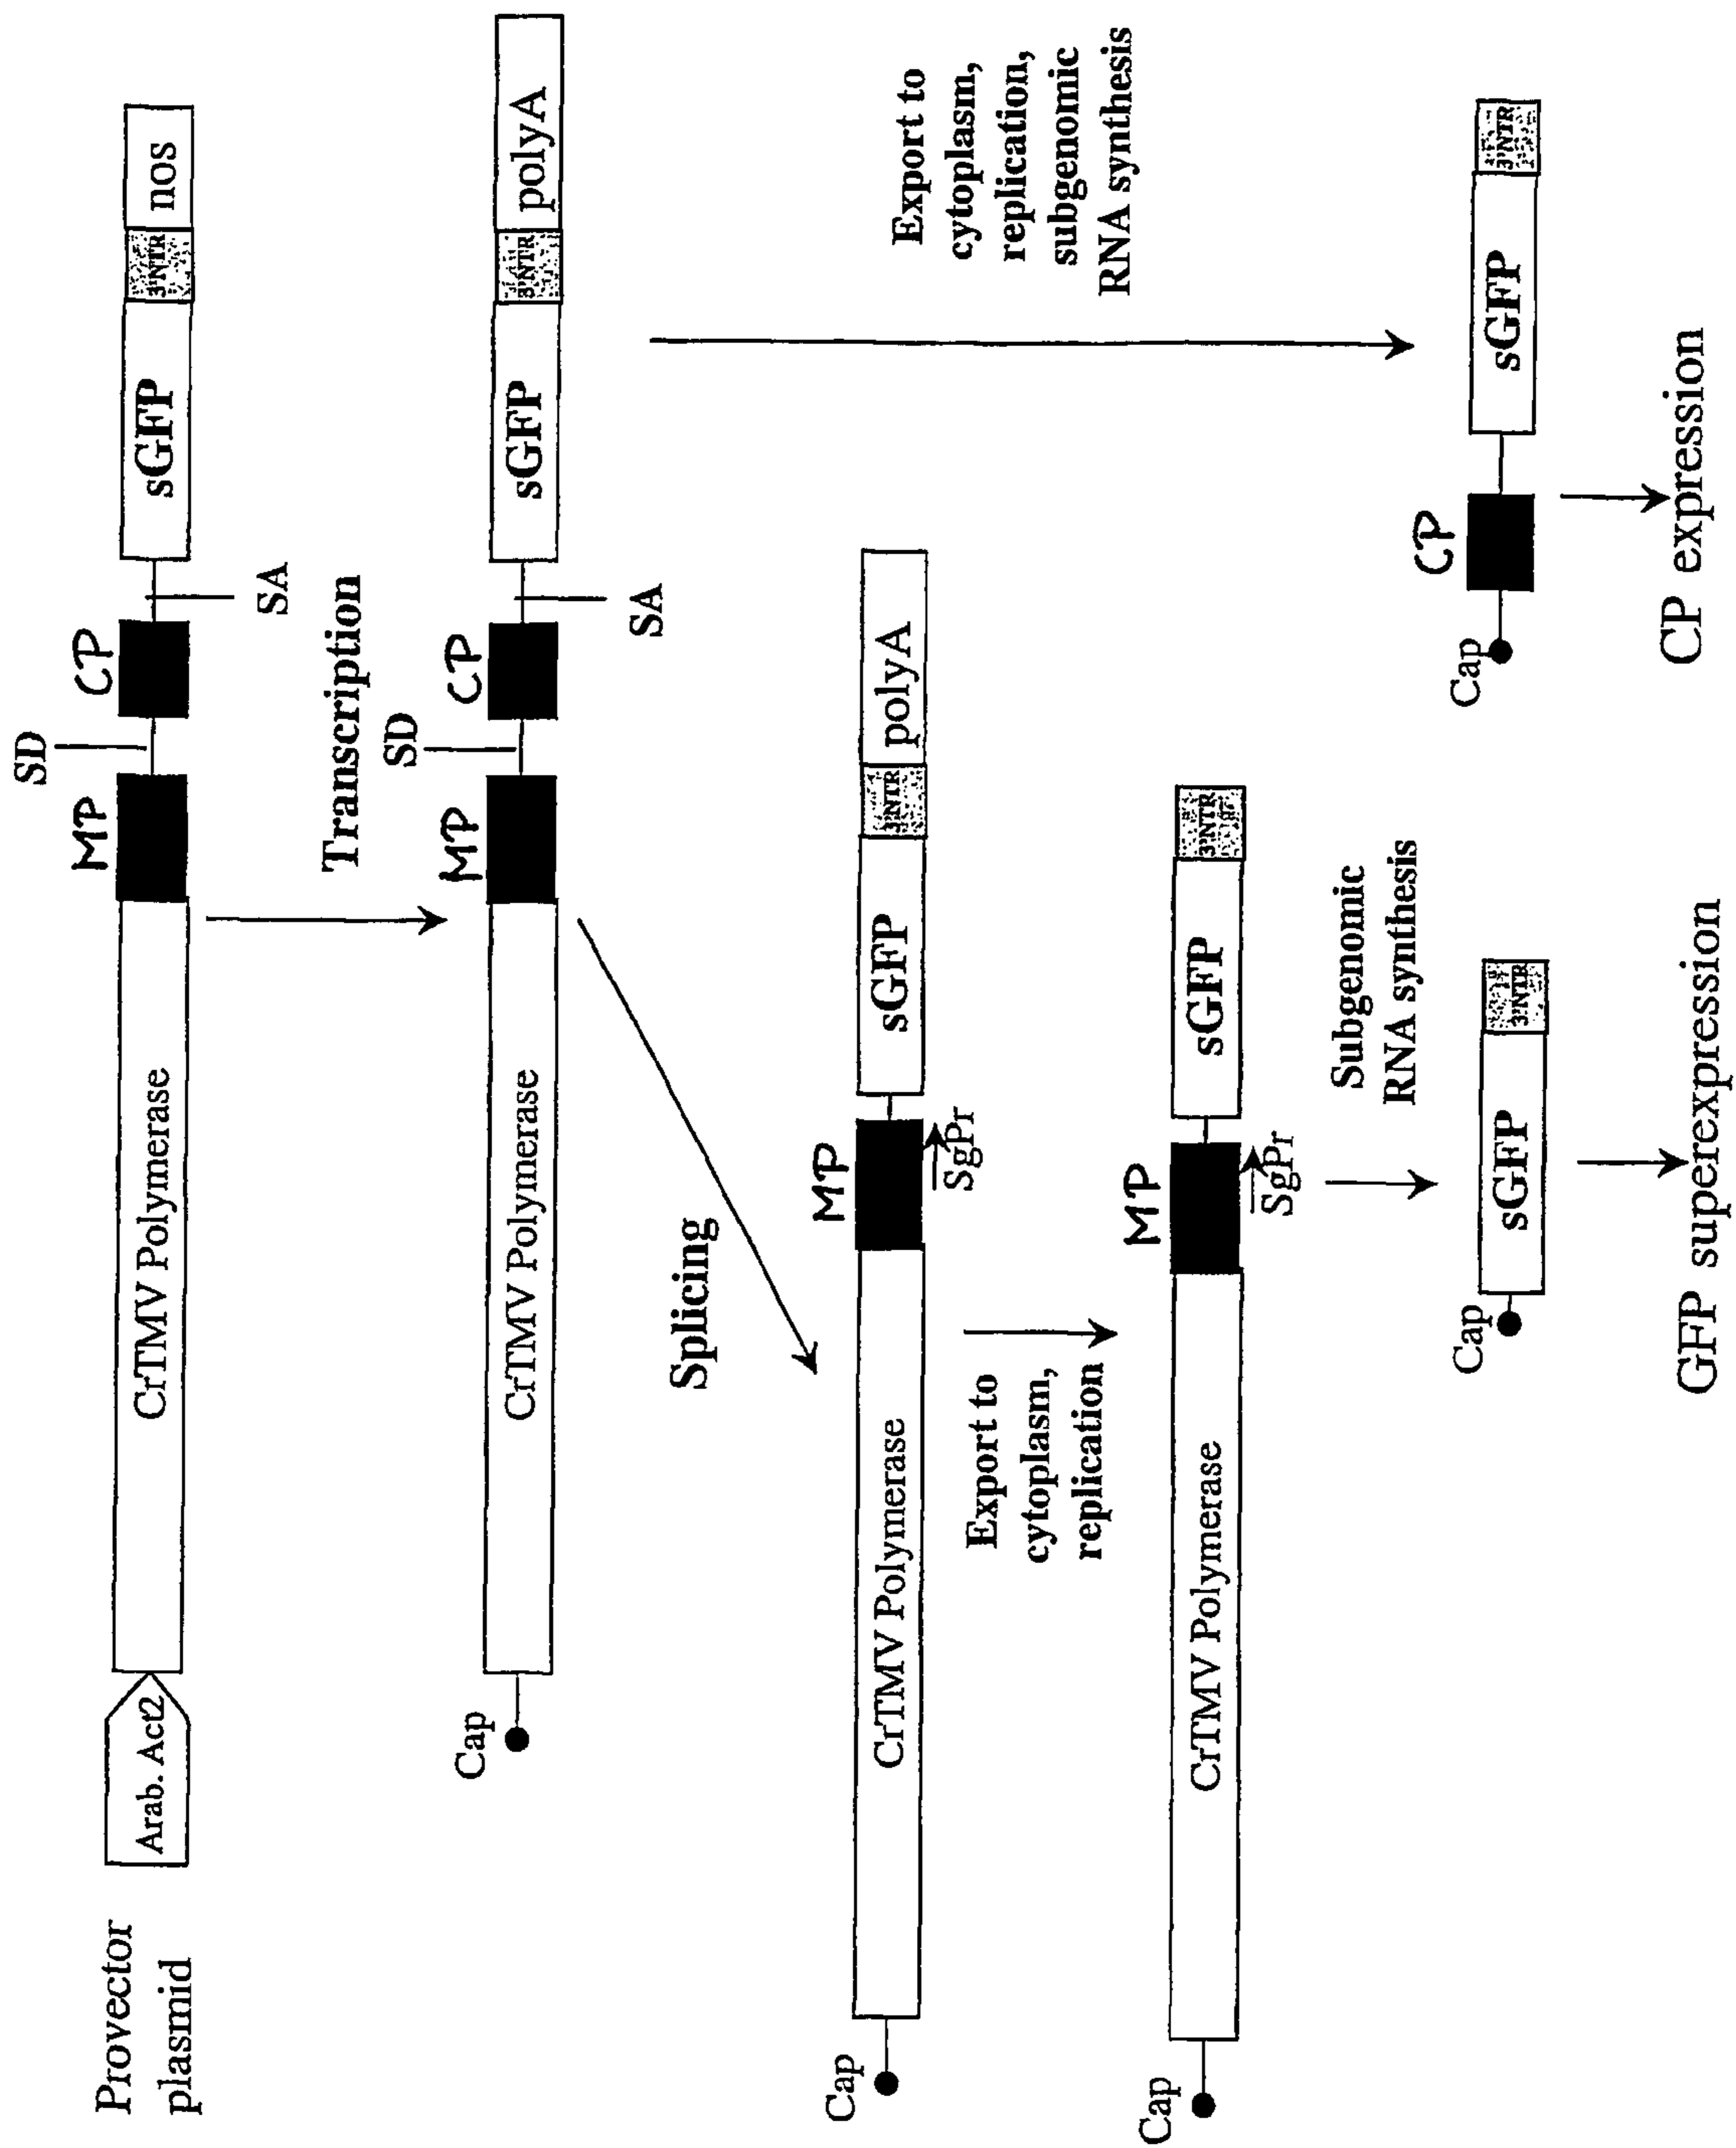 Provector
plasmid
Arab. Act2
CrTMV Polymerase
MP
SD
CP
SA
sGFP
3'NTR
nos
Transcription
Cap
CrTMV Polymerase
MP
SD
CP
SA
sGFP
3'NTR
polyA
Splicing
Export to
cytoplasm,
replication,
subgenomic
RNA synthesis
Cap
CrTMV Polymerase
MP
SgPr
sGFP
3'NTR
polyA
Export to
cytoplasm,
replication
Cap
CrTMV Polymerase
MP
SgPr
sGFP
3'NTR
Subgenomic
RNA synthesis
Cap
sGFP
3'NTR
GFP superexpression
Cap
CP
sGFP
3'NTR
CP expression